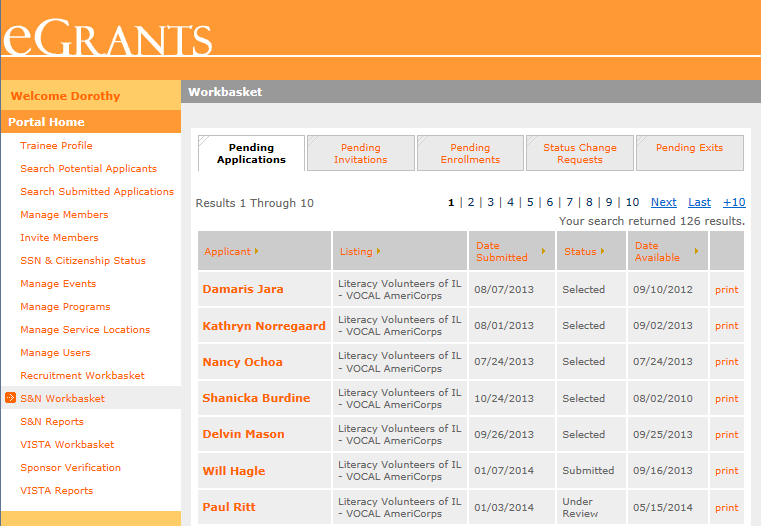 eGRANTS
Welcome Dorothy
Portal Home
Trainee Profile
Search Potential Applicants
Search Submitted Applications
Manage Members
Invite Members
SSN & Citizenship Status
Manage Events
Manage Programs
Manage Service Locations
Manage Users
Recruitment Workbasket
S&N Workbasket
S&N Reports
VISTA Workbasket
Sponsor Verification
VISTA Reports
Workbasket
Pending Applications
Pending Invitations
Pending Enrollments
Status Change Requests
Pending Exits
Results 1 Through 10
1 | 2 | 3 | 4 | 5 | 6 | 7 | 8 | 9 | 10 Next Last +10
Your search returned 126 results.
Applicant Listing Date Submitted Status Date Available
Damaris Jara Literacy Volunteers of IL - VOCAL AmeriCorps 08/07/2013 Selected 09/10/2012 print
Kathryn Norregaard Literacy Volunteers of IL - VOCAL AmeriCorps 08/01/2013 Selected 09/02/2013 print
Nancy Ochoa Literacy Volunteers of IL - VOCAL AmeriCorps 07/24/2013 Selected 07/24/2013 print
Shanicka Burdine Literacy Volunteers of IL - VOCAL AmeriCorps 10/24/2013 Selected 08/02/2010 print
Delvin Mason Literacy Volunteers of IL - VOCAL AmeriCorps 09/26/2013 Selected 09/25/2013 print
Will Hagle Literacy Volunteers of IL - VOCAL AmeriCorps 01/07/2014 Submitted 09/16/2013 print
Paul Ritt Literacy Volunteers of IL - VOCAL AmeriCorps 01/03/2014 Under Review 05/15/2014 print